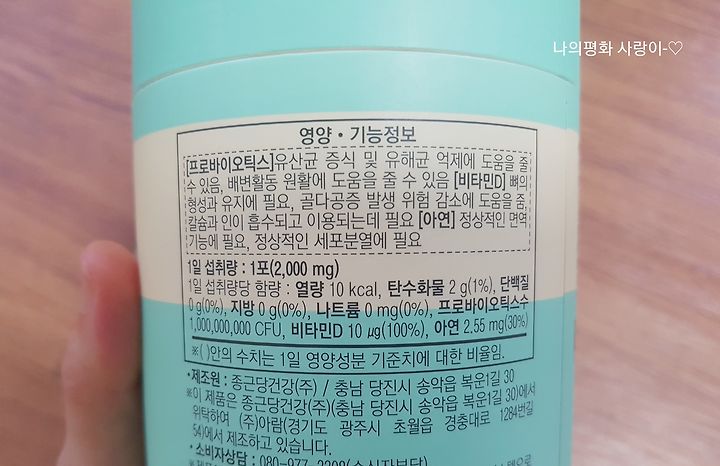 나의평화 사랑이-♡
영양・기능정보
[프로바이오틱스]유산균 증식 및 유해균 억제에 도움을 줄
수 있음, 배변활동 원활에 도움을 줄 수 있음 [비타민D] 뼈의
형성과 유지에 필요, 골다공증 발생 위험 감소에 도움을 줌,
칼슘과 인이 흡수되고 이용되는데 필요 [아연] 정상적인 면역
기능에 필요, 정상적인 세포분열에 필요
1일 섭취량 : 1포(2,000 mg)
1일 섭취량당 함량 : 열량 10 kcal, 탄수화물 2 g(1%), 단백질
0 g(0%), 지방 0 g(0%), 나트륨 0 mg(0%), 프로바이오틱스수
1,000,000,000 CFU, 비타민D 10 µg(100%), 아연 2.55 mg(30%)
※( )안의 수치는 1일 영양성분 기준치에 대한 비율임.
•제조원 : 종근당건강(주) / 충남 당진시 송악읍 복운1길 30
※이 제품은 종근당건강(주)(충남 당진시 송악읍 복운1길 30)에서
위탁하여 (주)아람(경기도 광주시 초월읍 경충대로 1284번길
54)에서 제조하고 있습니다.
•소비자상담 : 080-977-